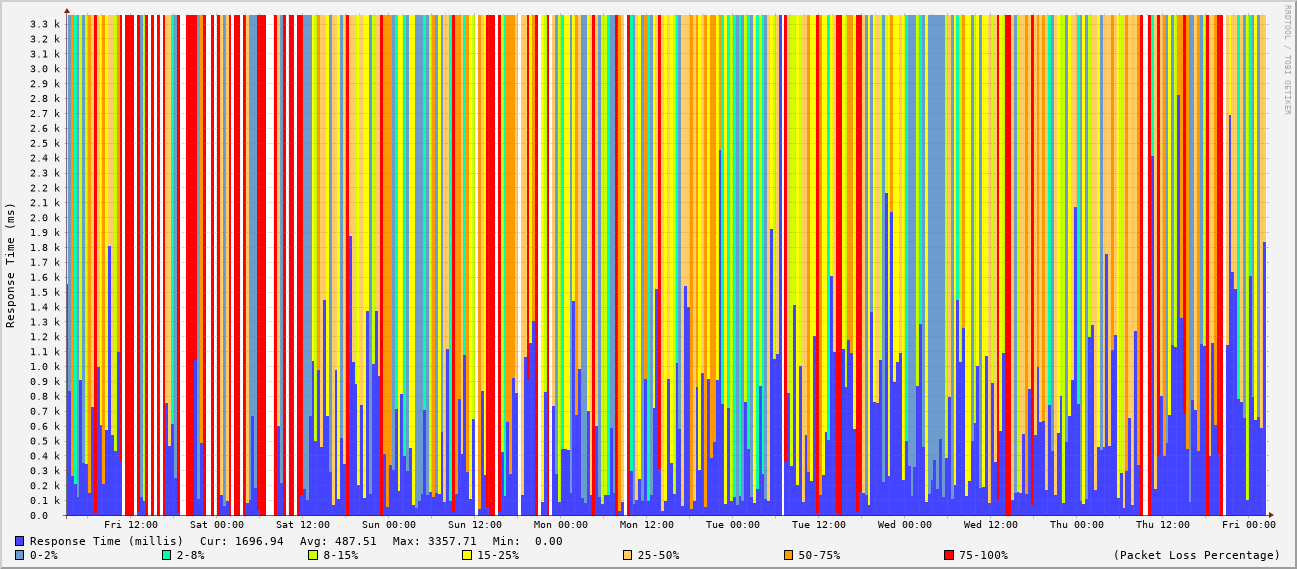 3.3 k
3.2 k
3.1 k
3.0 k
2.9 k
2.8 k
2.7 k
2.6 k
2.5 k
2.4 k
2.3 k
2.2 k
2.1 k
2.0 k
1.9 k
1.8 k
1.7 k
1.6 k
1.5 k
1.4 k
1.3 k
1.2 k
1.1 k
1.0 k
0.9 k
0.8 k
0.7 k
0.6 k
0.5 k
0.4 k
0.3 k
0.2 k
0.1 k
0.0
Response Time (ms)
RRDTOOL / TOBI OETIKER
Fri 12:00 Sat 00:00 Sat 12:00 Sun 00:00 Sun 12:00 Mon 00:00 Mon 12:00 Tue 00:00 Tue 12:00 Wed 00:00 Wed 12:00 Thu 00:00 Thu 12:00 Fri 00:00
Response Time (millis) Cur: 1696.94 Avg: 487.51 Max: 3357.71 Min: 0.00
0-2% 2-8% 8-15% 15-25% 25-50% 50-75% 75-100% (Packet Loss Percentage)